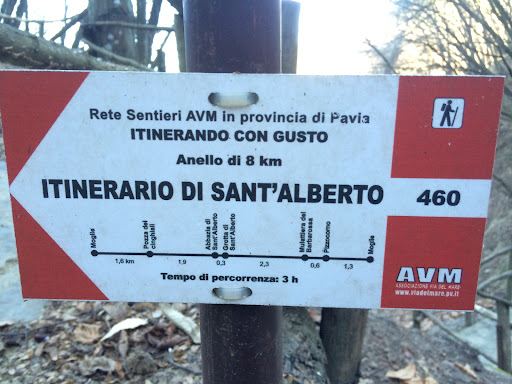 Rete Sentieri AVM in provincia di Pavia
ITINERANDO CON GUSTO
Anello di 8 km
ITINERARIO DI SANT'ALBERTO
460
Moglie
Pozza dei cinghiali
Abbazia di Sant'Alberto
Grotta di Sant'Alberto
Mulattiera del Barbarossa
Pizzocorno
Moglie
1,6 km 1,9 0,3 2,3 0,6 1,3
Tempo di percorrenza: 3 h
AVM
ASSOCIAZIONE VIA DEL MARE
www.viadelmare.pv.it